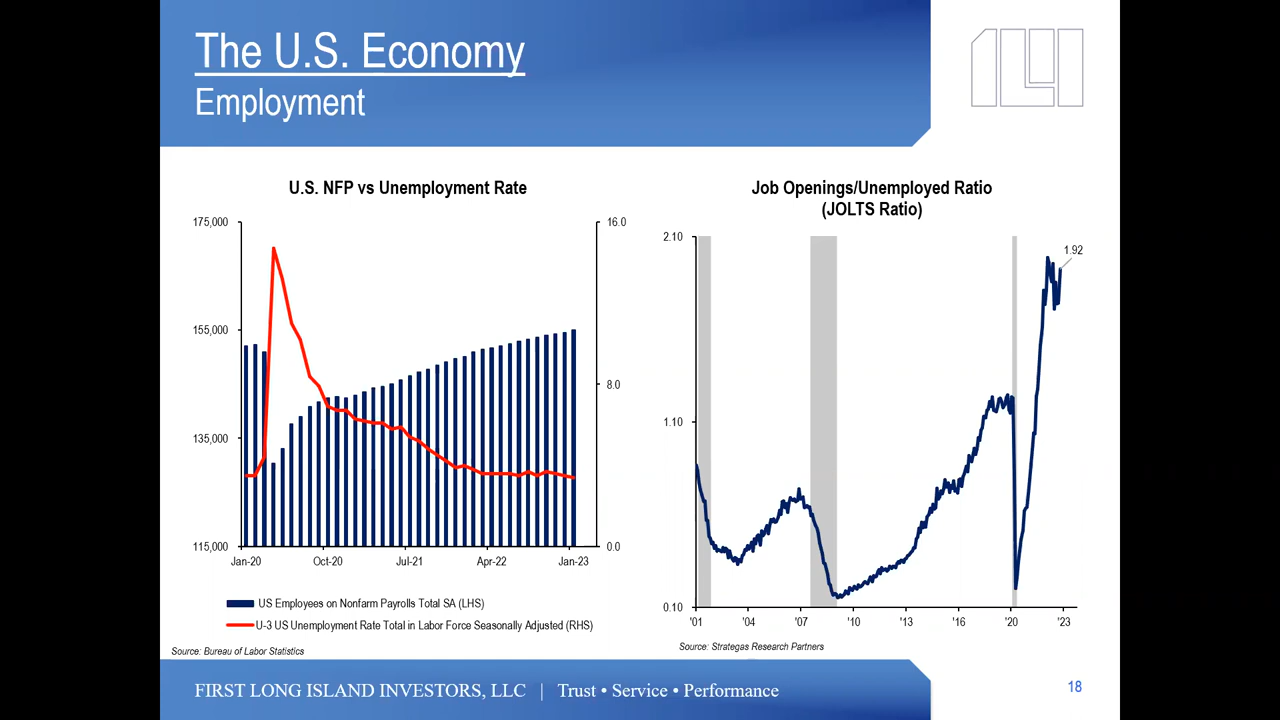 The U.S. Economy
Employment
U.S. NFP vs Unemployment Rate
175,000
155,000
135,000
115,000
16.0
8.0
0.0
Jan-20 Oct-20 Jul-21 Apr-22 Jan-23
US Employees on Nonfarm Payrolls Total SA (LHS)
U-3 US Unemployment Rate Total in Labor Force Seasonally Adjusted (RHS)
Source: Bureau of Labor Statistics
Job Openings/Unemployed Ratio
(JOLTS Ratio)
2.10
1.10
0.10
1.92
'01 '04 '07 '10 '13 '16 '20 '23
Source: Strategas Research Partners
FIRST LONG ISLAND INVESTORS, LLC | Trust • Service • Performance
18